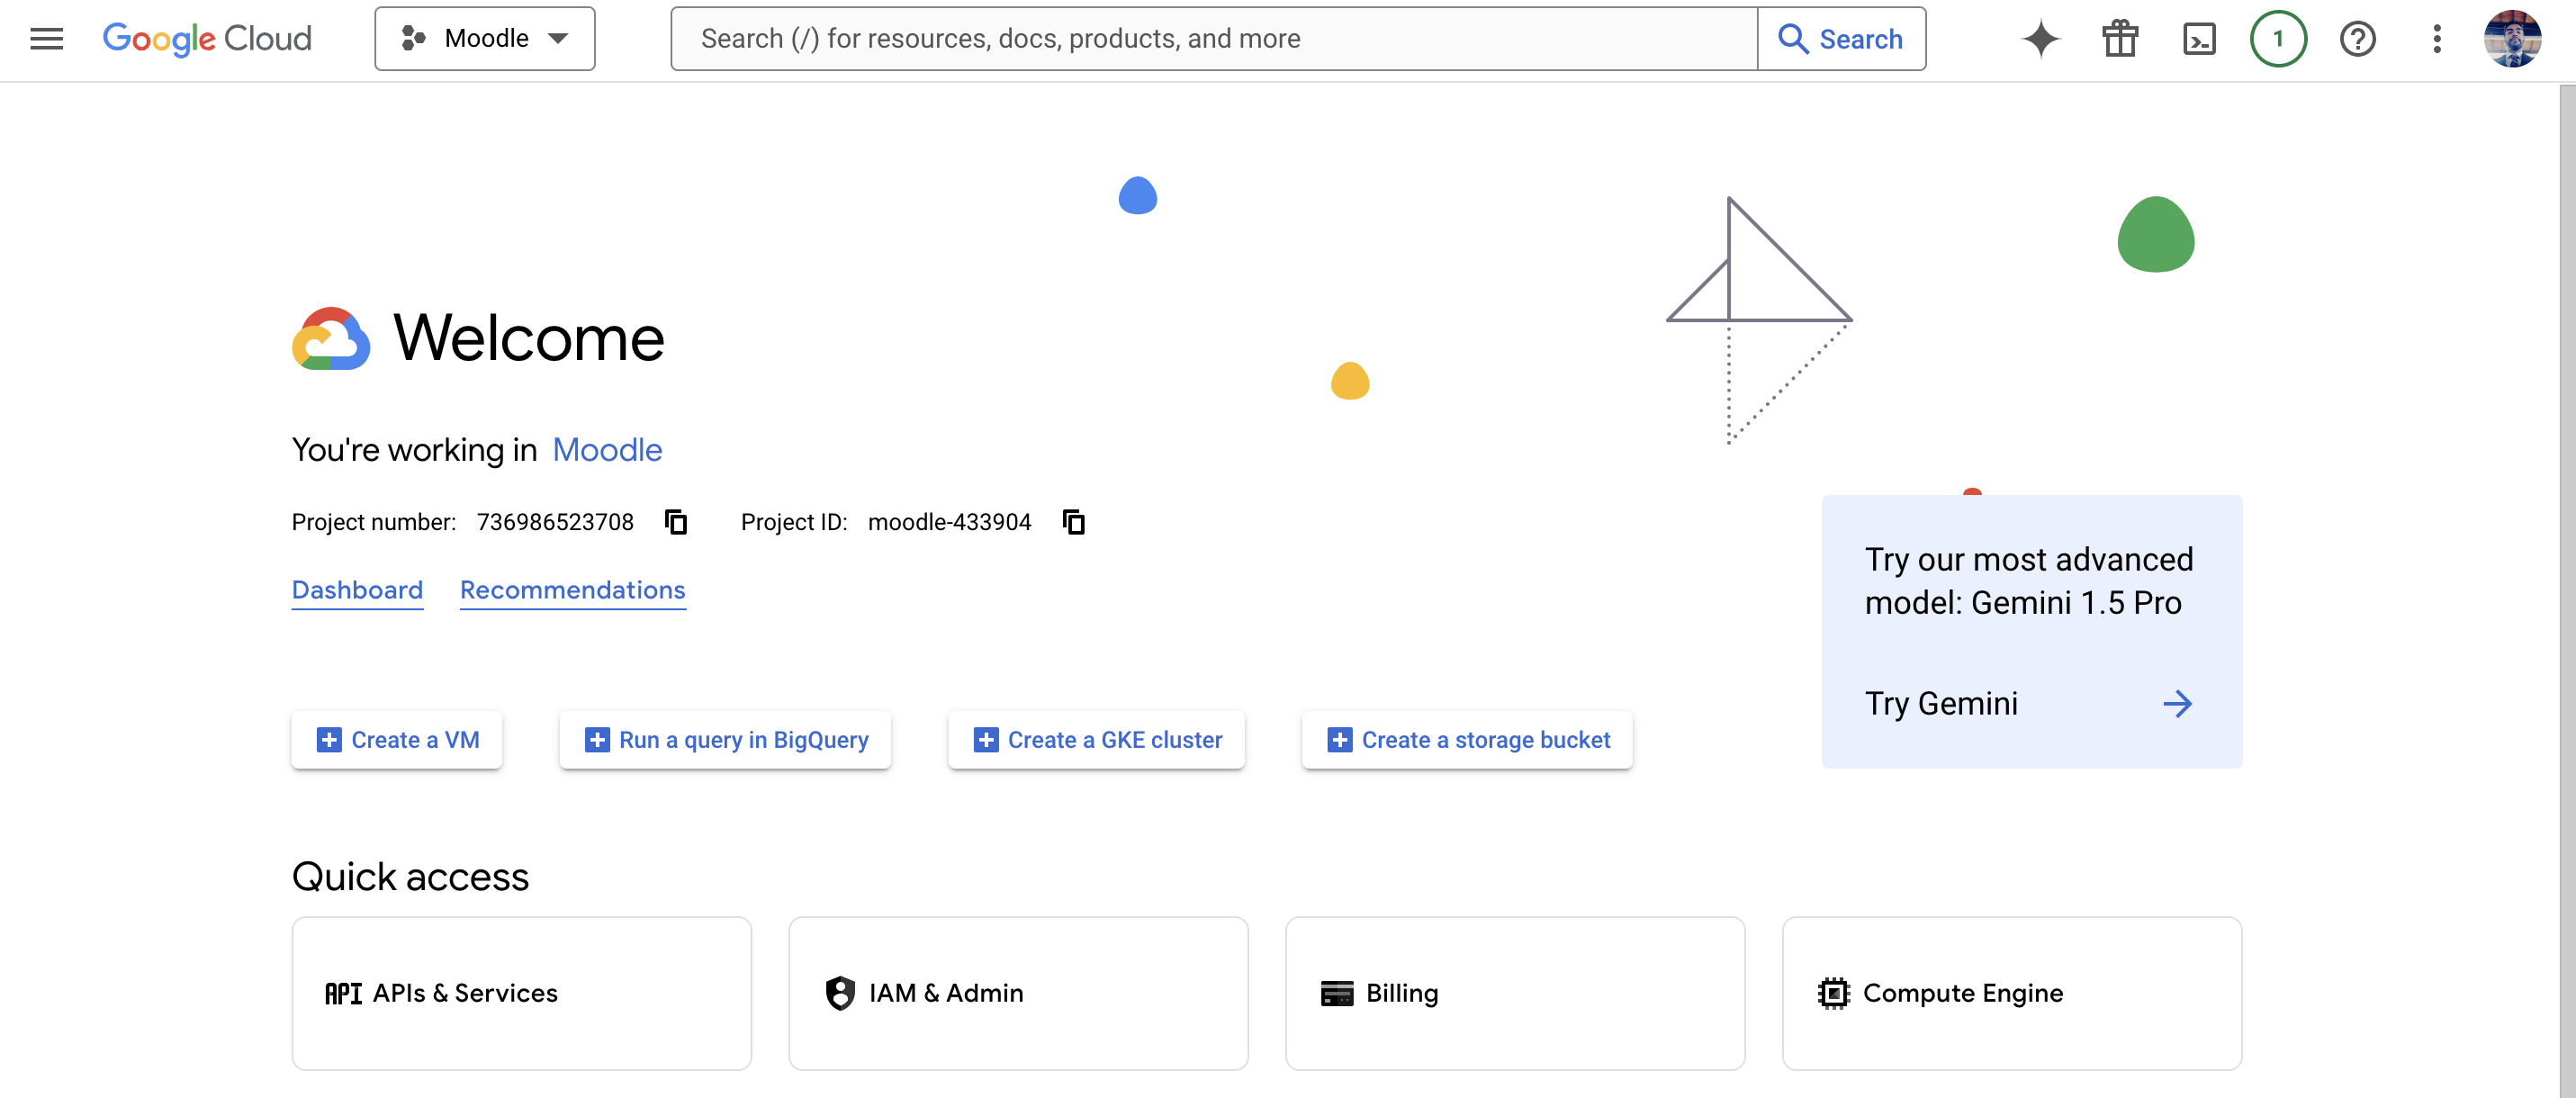 Google Cloud
Moodle
Search (/) for resources, docs, products, and more
Search
1
Welcome
You're working in Moodle
Project number: 736986523708
Project ID: moodle-433904
Dashboard
Recommendations
Try our most advanced
model: Gemini 1.5 Pro
Try Gemini
Create a VM
Run a query in BigQuery
Create a GKE cluster
Create a storage bucket
Quick access
API APIs & Services
IAM & Admin
Billing
Compute Engine